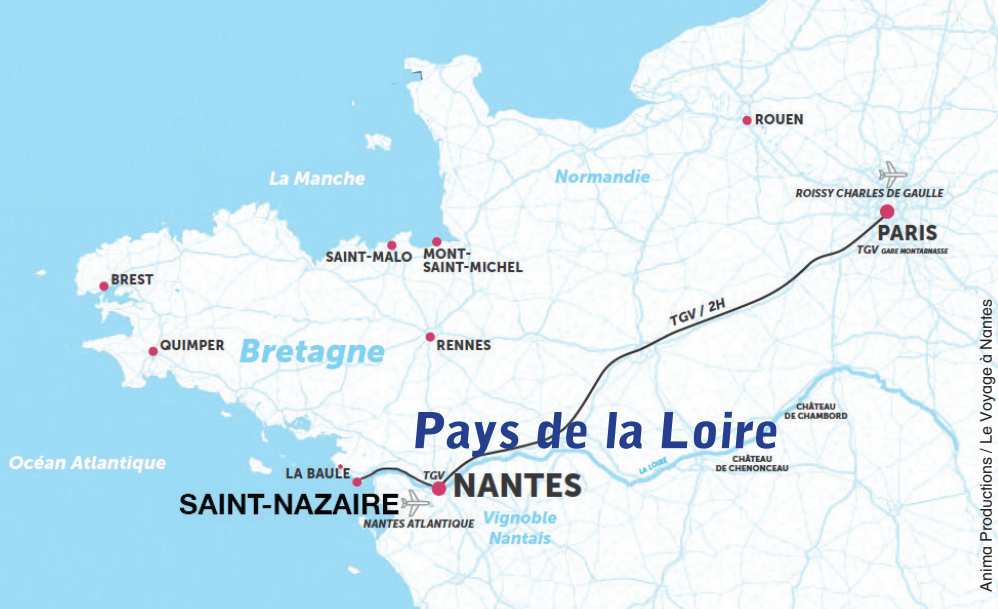 ROUEN
La Manche
Normandie
ROISSY CHARLES DE GAULLE
PARIS
TGV GARE MONTARNASSE
SAINT-MALO
MONT-
SAINT-MICHEL
BREST
TGV / 2H
QUIMPER
Bretagne
RENNES
CHÂTEAU
DE CHAMBORD
Pays de la Loire
Océan Atlantique
LA BAULE
TGV
LA LOIRE
CHÂTEAU
DE CHENONCEAU
NANTES
SAINT-NAZAIRE
NANTES ATLANTIQUE
Vignoble
Nantais
Anima Productions / Le Voyage à Nantes